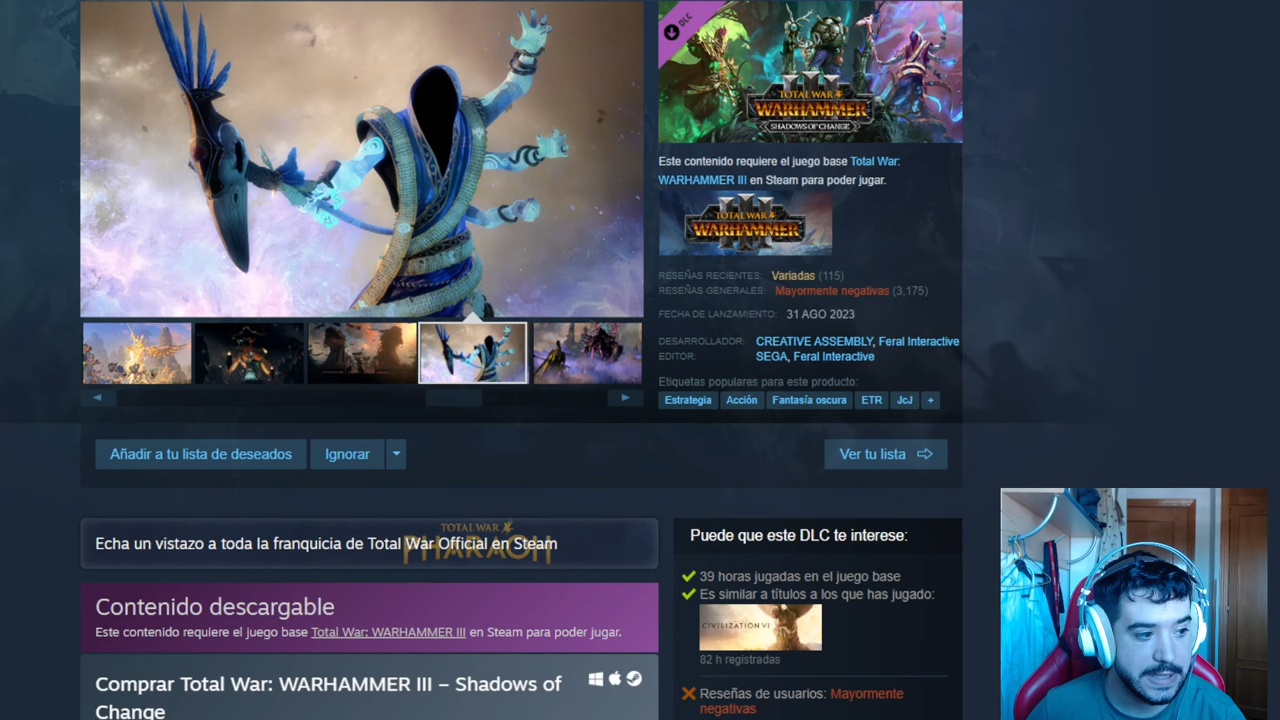 DLC
TOTAL WAR
WARHAMMER
III
SHADOWS OF CHANGE
Este contenido requiere el juego base Total War:
WARHAMMER III en Steam para poder jugar.
TOTAL WAR
WARHAMMER
III
RESEÑAS RECIENTES: Variadas (115)
RESEÑAS GENERALES: Mayormente negativas (3,175)
FECHA DE LANZAMIENTO: 31 AGO 2023
DESARROLLADOR: CREATIVE ASSEMBLY, Feral Interactive
EDITOR: SEGA, Feral Interactive
Etiquetas populares para este producto:
Estrategia Acción Fantasía oscura ETR JcJ +
Añadir a tu lista de deseados Ignorar Ver tu lista
TOTAL WAR
PHARAOH
Echa un vistazo a toda la franquicia de Total War Official en Steam
Contenido descargable
Este contenido requiere el juego base Total War: WARHAMMER III en Steam para poder jugar.
Comprar Total War: WARHAMMER III – Shadows of
Change
Puede que este DLC te interese:
39 horas jugadas en el juego base
Es similar a títulos a los que has jugado:
CIVILIZATION VI
82 h registradas
Reseñas de usuarios: Mayormente
negativas